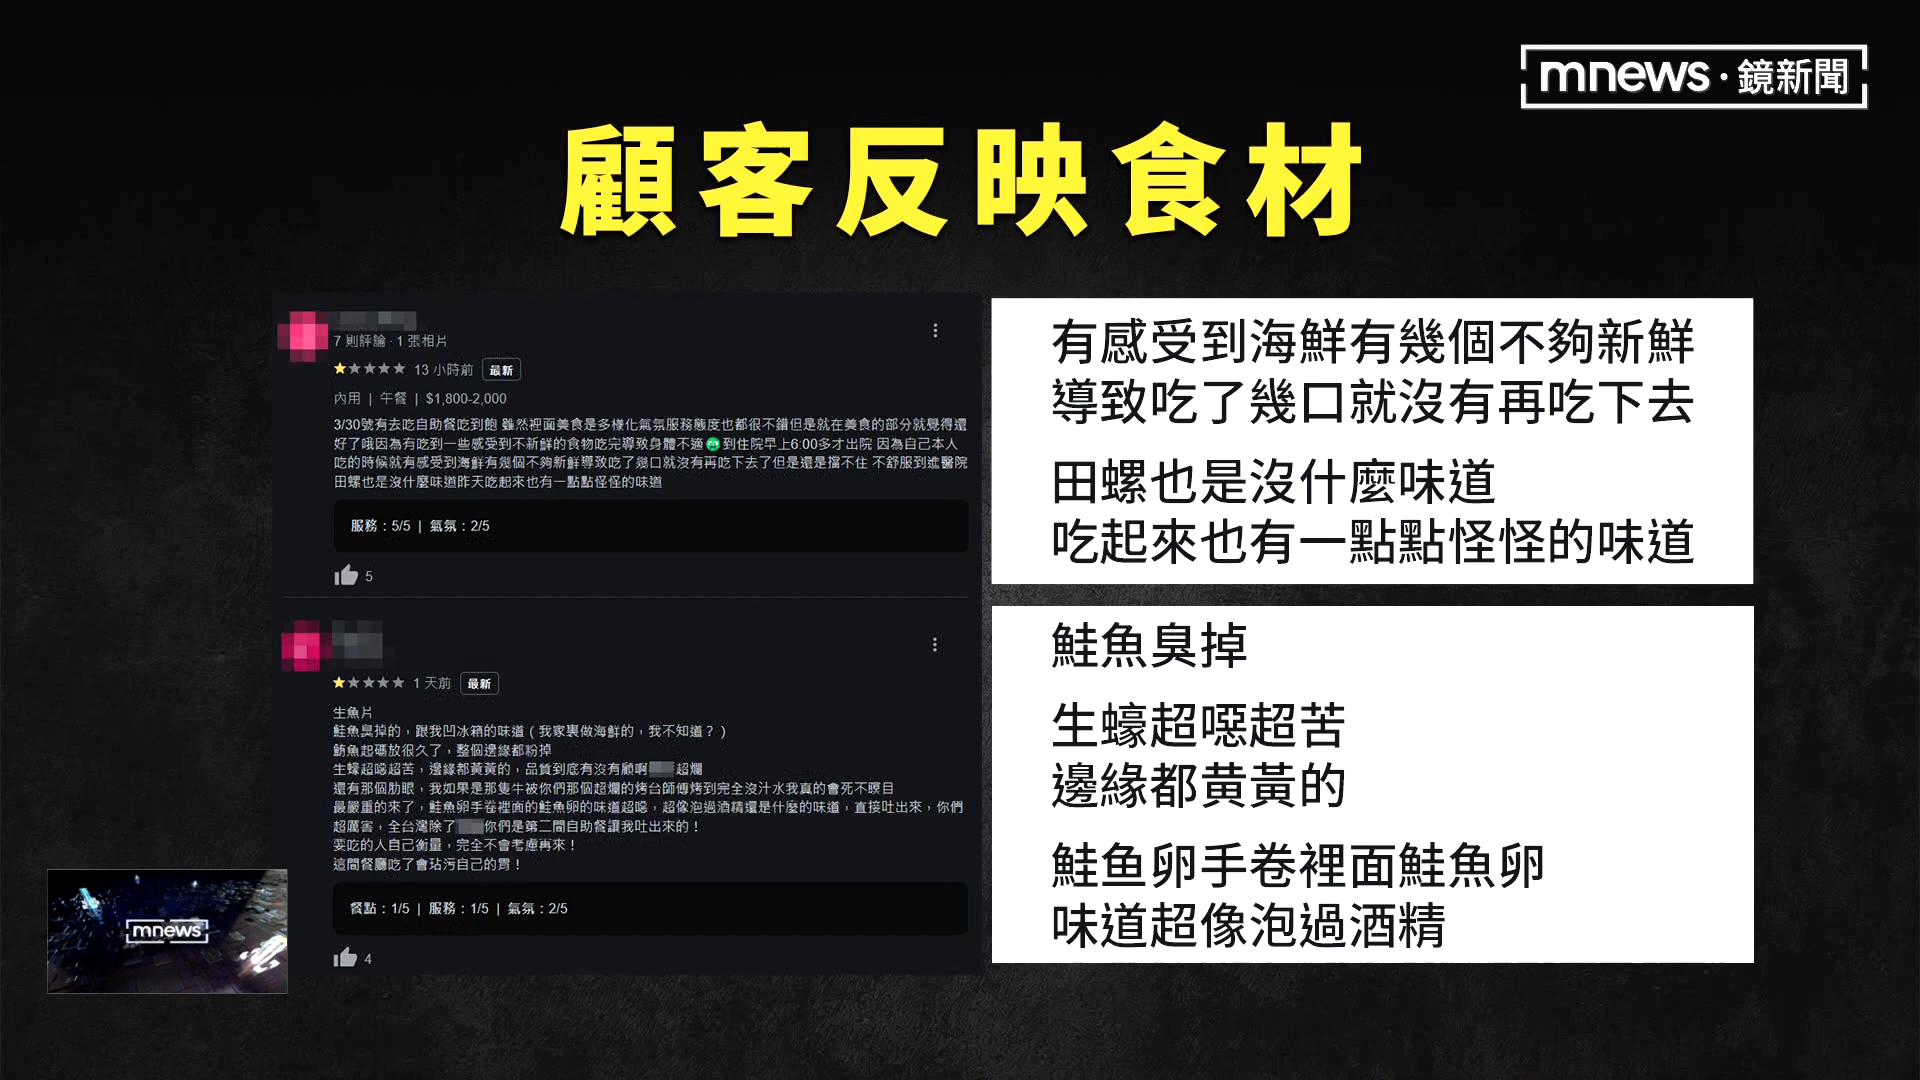 mnews·鏡新聞
顧客反映食材
7 則評論·1 張相片
13 小時前 最新
內用 | 午餐 | $1,800-2,000
3/30號有去吃自助餐吃到飽 雖然裡面美食是多樣化氣氛服務態度也都很不錯但是就在美食的部分就覺得還
好了哦因為有吃到一些感受到不新鮮的食物吃完導致身體不適🤮到住院早上6:00多才出院 因為自己本人
吃的時候就有感受到海鮮有幾個不夠新鮮導致吃了幾口就沒有再吃下去了但是還是擋不住 不舒服到進醫院
田螺也是沒什麼味道昨天吃起來也有一點點怪怪的味道
服務：5/5 | 氣氛：2/5
5
1 天前 最新
生魚片
鮭魚臭掉的，跟我凹冰箱的味道（我家裏做海鮮的，我不知道？）
鮪魚起碼放很久了，整個邊緣都粉掉
生蠔超噁超苦，邊緣都黃黃的，品質到底有沒有顧啊 超爛
還有那個肋眼，我如果是那隻牛被你們那個超爛的烤台師傅烤到完全沒汁水我真的會死不瞑目
最嚴重的來了，鮭魚卵手卷裡面的鮭魚卵的味道超噁，超像泡過酒精還是什麼的味道，直接吐出來，你們
超厲害，全台灣除了 你們是第二間自助餐讓我吐出來的！
要吃的人自己衡量，完全不會考慮再來！
這間餐廳吃了會玷污自己的胃！
餐點：1/5 | 服務：1/5 | 氣氛：2/5
4
有感受到海鮮有幾個不夠新鮮
導致吃了幾口就沒有再吃下去
田螺也是沒什麼味道
吃起來也有一點點怪怪的味道
鮭魚臭掉
生蠔超噁超苦
邊緣都黄黃的
鮭鱼卵手卷裡面鮭魚卵
味道超像泡過酒精
mnews